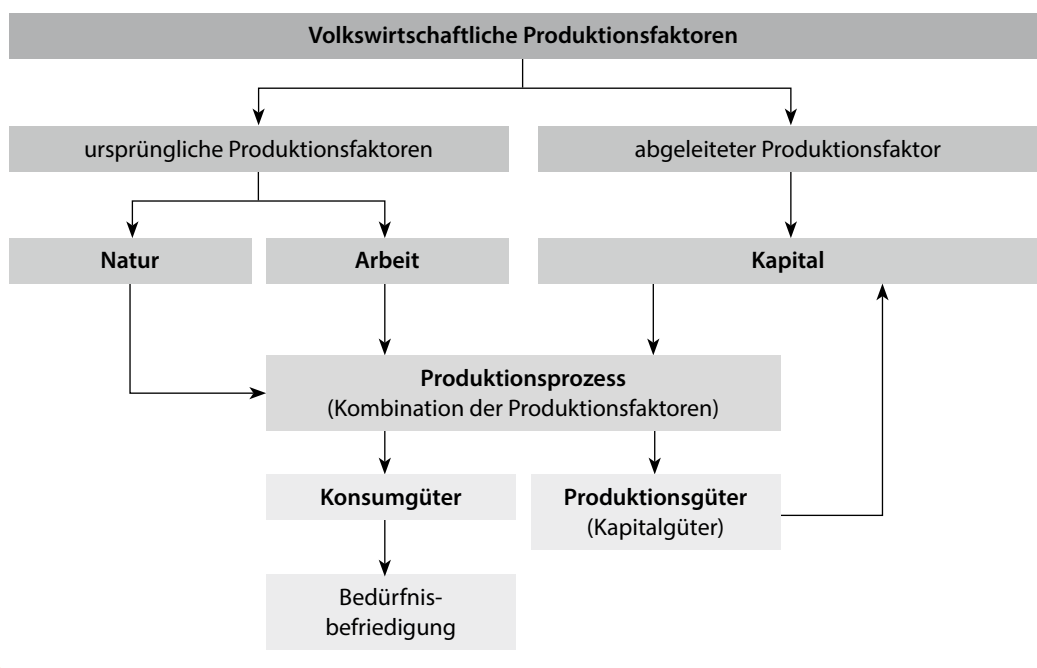 Volkswirtschaftliche Produktionsfaktoren
ursprüngliche Produktionsfaktoren
abgeleiteter Produktionsfaktor
Natur
Arbeit
Kapital
Produktionsprozess
(Kombination der Produktionsfaktoren)
Konsumgüter
Produktionsgüter
(Kapitalgüter)
Bedürfnis-
befriedigung